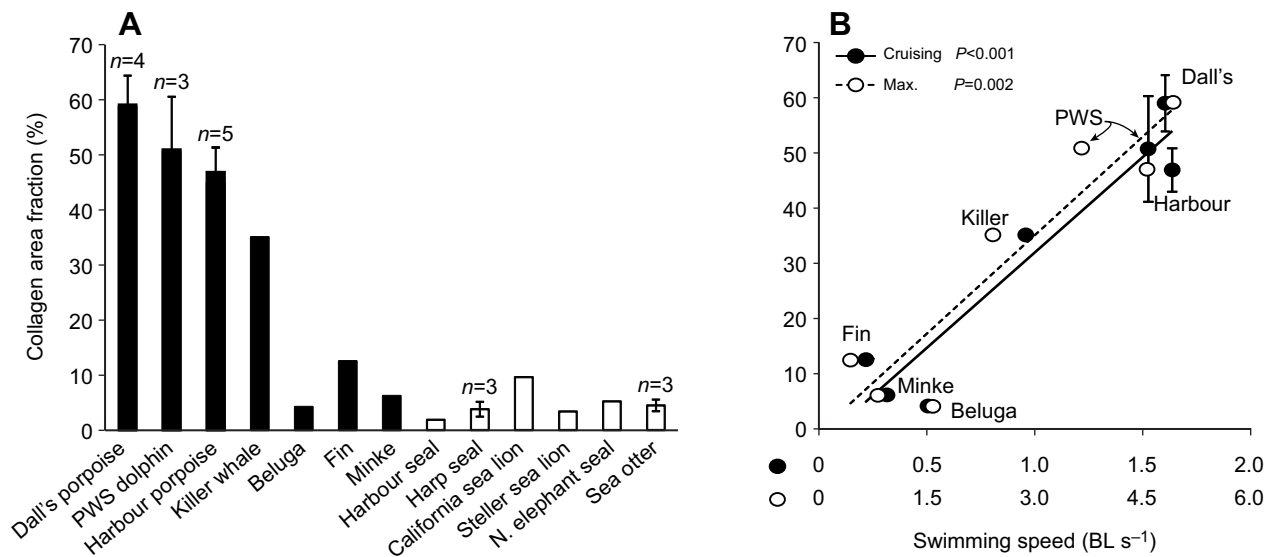 A
Collagen area fraction (%)
70
60
50
40
30
20
10
0
n=4
n=3
n=5
n=3
n=3
Dall's porpoise
PWS dolphin
Harbour porpoise
Killer whale
Beluga
Fin
Minke
Harbour seal
Harp seal
California sea lion
Steller sea lion
N. elephant seal
Sea otter
B
70
60
50
40
30
20
10
0
Cruising P<0.001
Max. P=0.002
Dall's
PWS
Harbour
Killer
Fin
Minke
Beluga
0 0.5 1.0 1.5 2.0
0 1.5 3.0 4.5 6.0
Swimming speed (BL s–1)